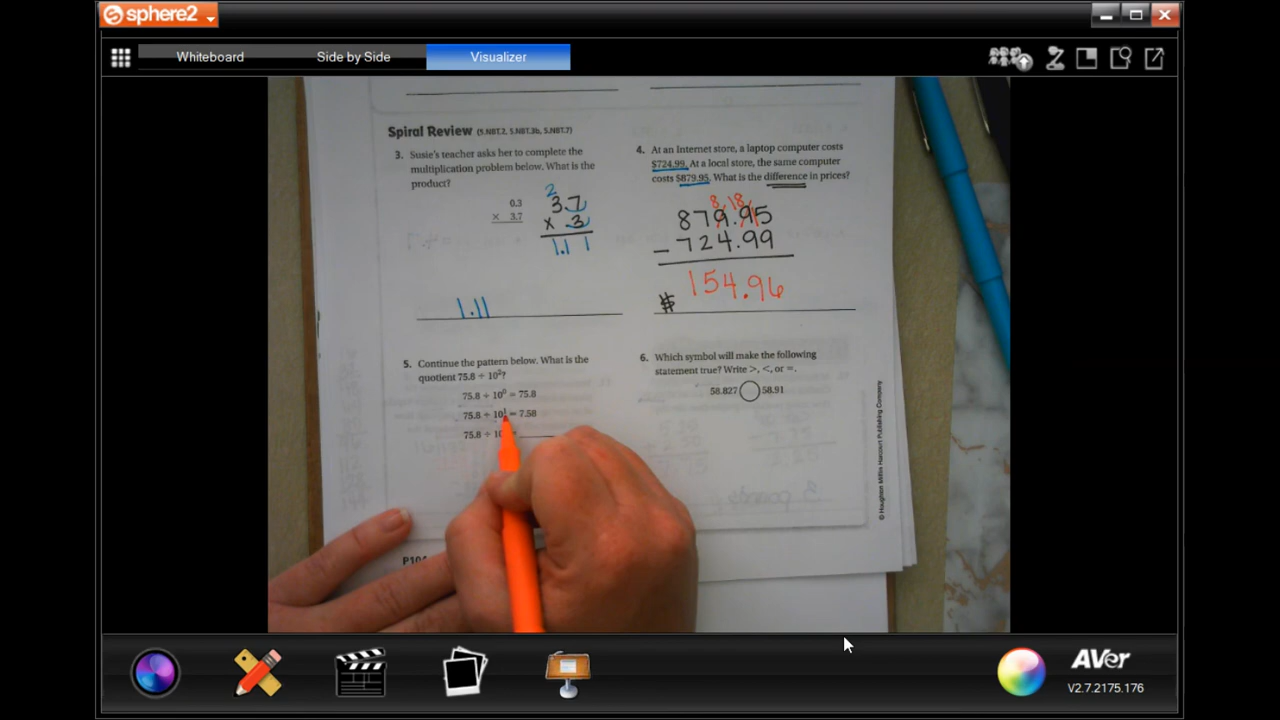 sphere2
Whiteboard
Side by Side
Visualizer
Spiral Review (5.NBT.2, 5.NBT.3b, 5.NBT.7)
3. Susie's teacher asks her to complete the
multiplication problem below. What is the
product?
0.3
× 3.7
2
37
x 3
1.11
1.11
4. At an Internet store, a laptop computer costs
$724.99. At a local store, the same computer
costs $879.95. What is the difference in prices?
8 18
879.95
- 724.99
$ 154.96
5. Continue the pattern below. What is the
quotient 75.8 ÷ 10²?
75.8 ÷ 10⁰ = 75.8
75.8 ÷ 10¹ = 7.58
75.8 ÷ 10
6. Which symbol will make the following
statement true? Write >, <, or =.
58.827 58.91
© Houghton Mifflin Harcourt Publishing Company
AVer
V2.7.2175.176